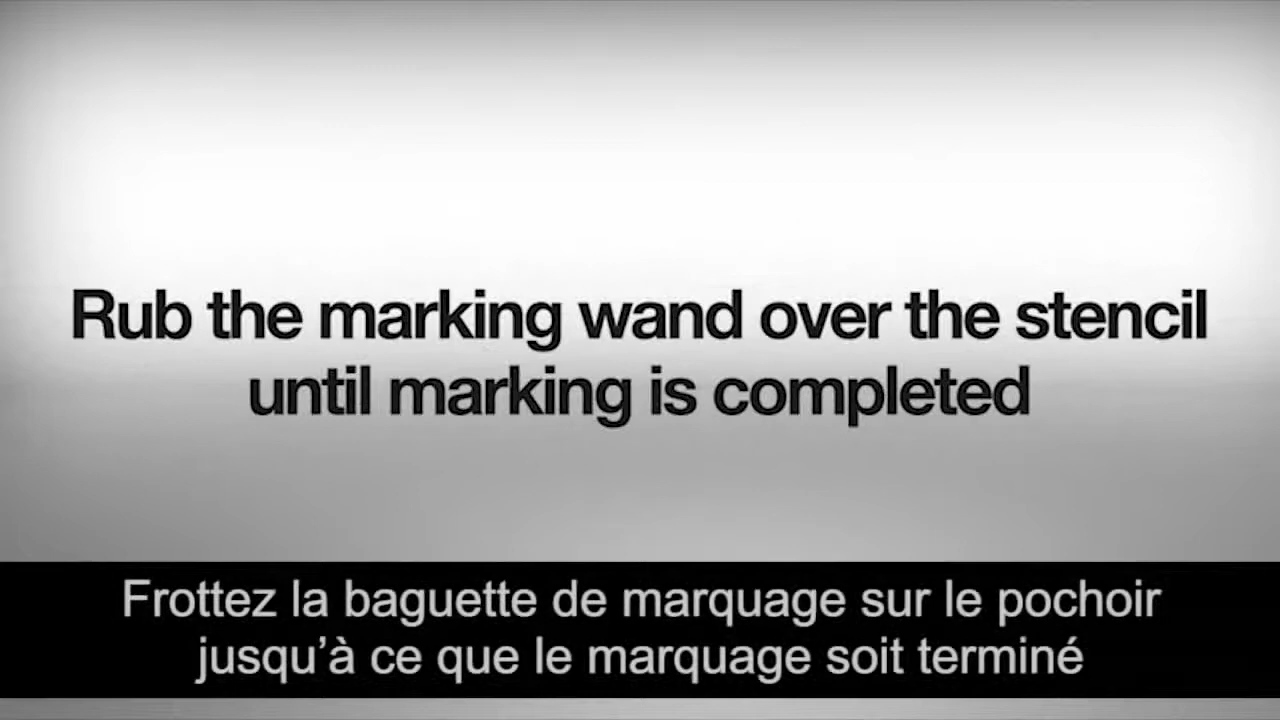 Rub the marking wand over the stencil
until marking is completed
Frottez la baguette de marquage sur le pochoir
jusqu’à ce que le marquage soit terminé